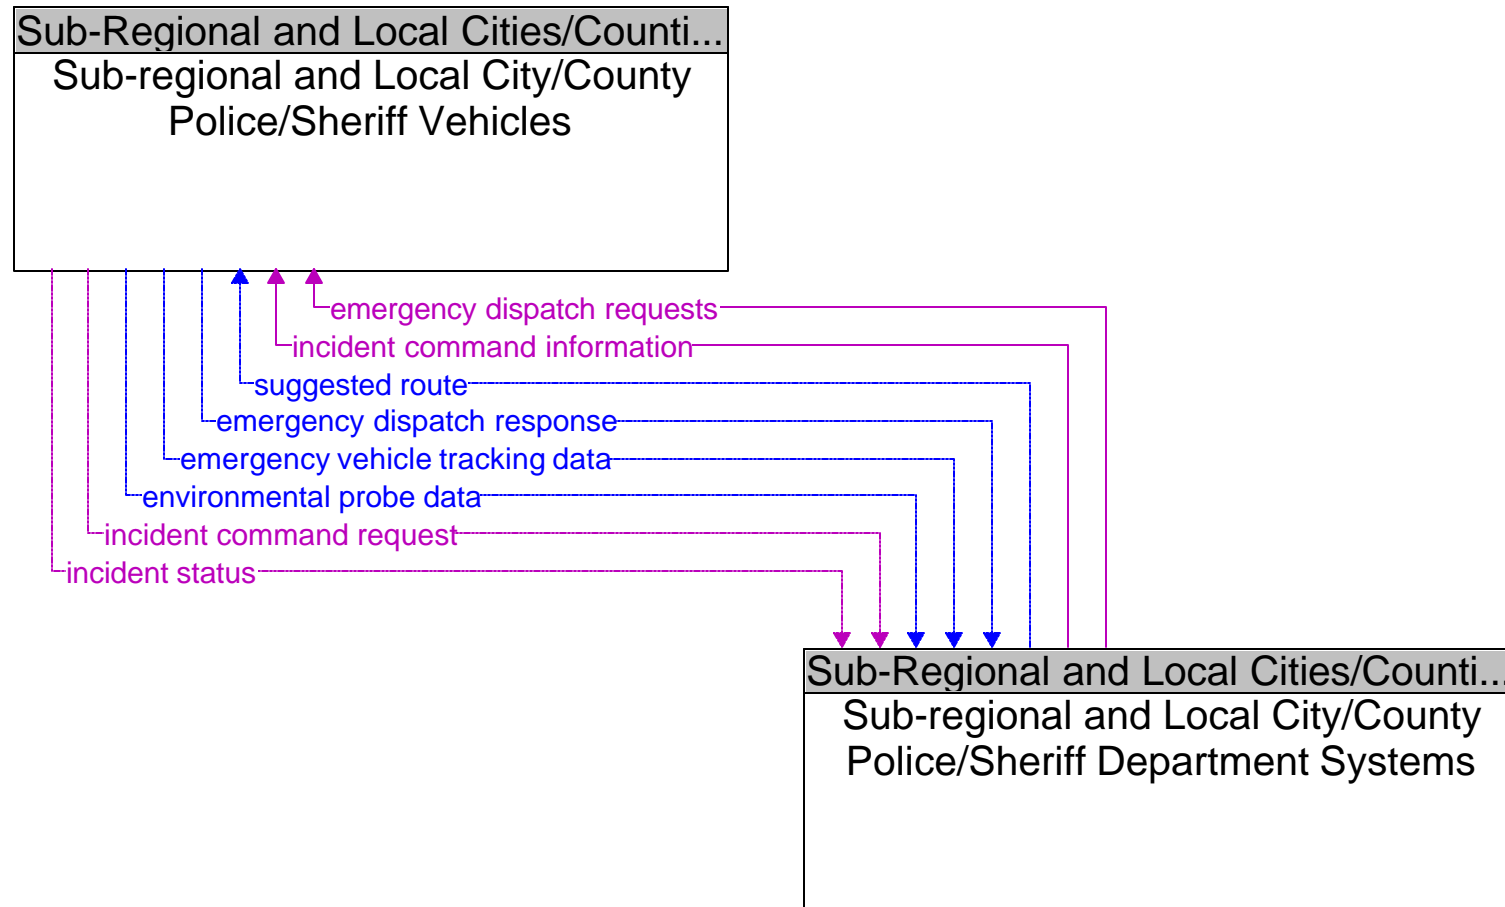 Sub-Regional and Local Cities/Counti...
Sub-regional and Local City/County
Police/Sheriff Vehicles
emergency dispatch requests
incident command information
suggested route
emergency dispatch response
emergency vehicle tracking data
environmental probe data
incident command request
incident status
Sub-Regional and Local Cities/Counti...
Sub-regional and Local City/County
Police/Sheriff Department Systems